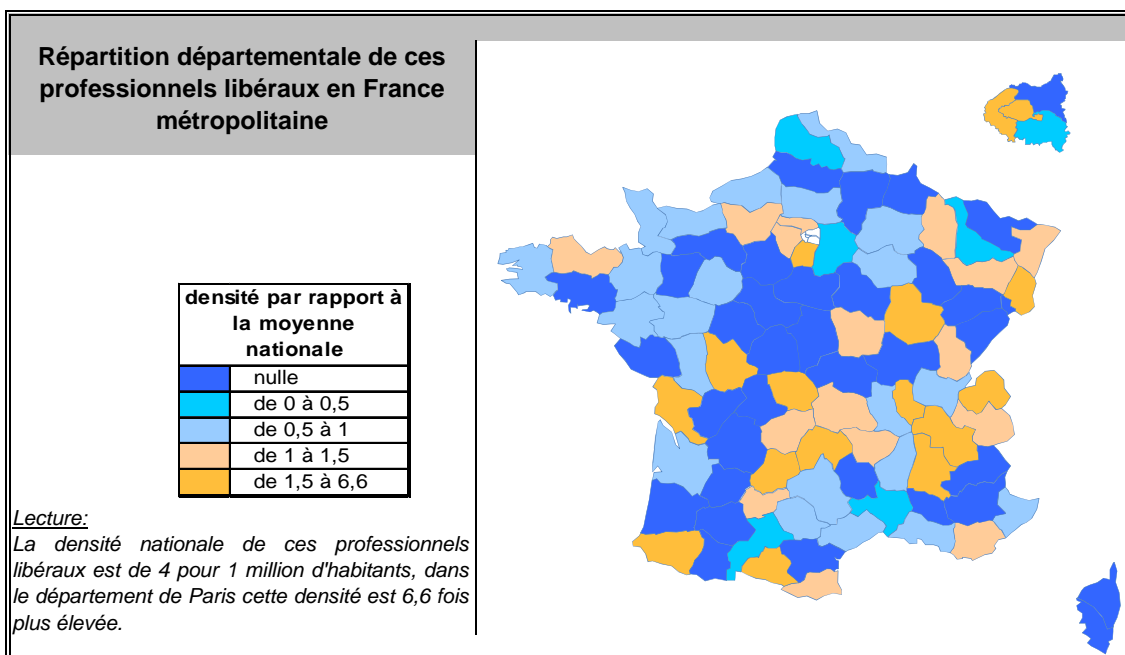 Répartition départementale de ces
professionnels libéraux en France
métropolitaine
densité par rapport à
la moyenne
nationale
nulle
de 0 à 0,5
de 0,5 à 1
de 1 à 1,5
de 1,5 à 6,6
Lecture:
La densité nationale de ces professionnels
libéraux est de 4 pour 1 million d'habitants, dans
le département de Paris cette densité est 6,6 fois
plus élevée.